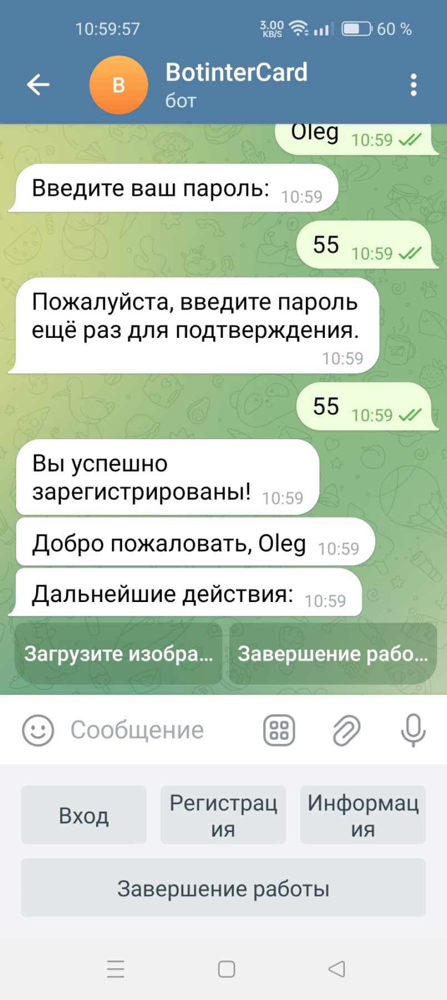 10:59:57
3.00
KB/S
60 %
B
BotinterCard
бот
Oleg 10:59
Введите ваш пароль: 10:59
55 10:59
Пожалуйста, введите пароль
ещё раз для подтверждения.
10:59
55 10:59
Вы успешно
зарегистрированы! 10:59
Добро пожаловать, Oleg 10:59
Дальнейшие действия: 10:59
Загрузите изобра...
Завершение рабо...
Сообщение
Вход
Регистрац
ия
Информац
ия
Завершение работы